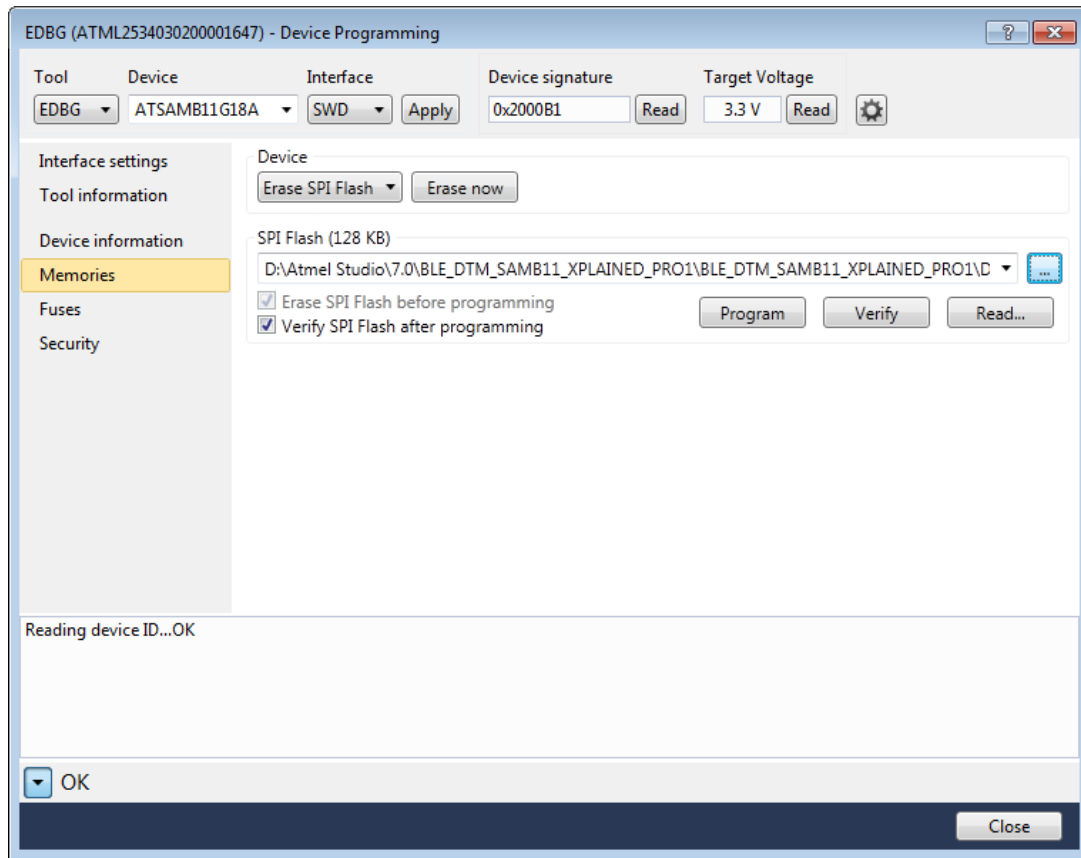 EDBG (ATML2534030200001647) - Device Programming
Tool Device Interface Device signature Target Voltage
EDBG ATSAMB11G18A SWD Apply 0x2000B1 Read 3.3 V Read
Interface settings
Tool information
Device information
Memories
Fuses
Security
Device
Erase SPI Flash Erase now
SPI Flash (128 KB)
D:\Atmel Studio\7.0\BLE_DTM_SAMB11_XPLAINED_PRO1\BLE_DTM_SAMB11_XPLAINED_PRO1\D ...
Erase SPI Flash before programming
Verify SPI Flash after programming
Program Verify Read...
Reading device ID...OK
OK
Close